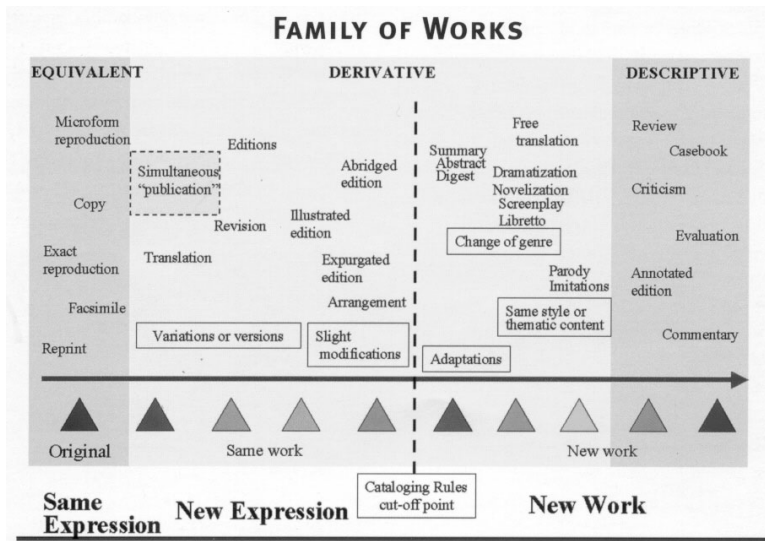 FAMILY OF WORKS
EQUIVALENT
DERIVATIVE
DESCRIPTIVE
Microform
reproduction
Copy
Exact
reproduction
Facsimile
Reprint
Simultaneous
“publication”
Editions
Revision
Translation
Abridged
edition
Illustrated
edition
Expurgated
edition
Arrangement
Variations or versions
Slight
modifications
Free
translation
Summary
Abstract
Digest
Dramatization
Novelization
Screenplay
Libretto
Change of genre
Parody
Imitations
Same style or
thematic content
Adaptations
Review
Casebook
Criticism
Evaluation
Annotated
edition
Commentary
Original
Same work
New work
Same
Expression
New Expression
Cataloging Rules
cut-off point
New Work